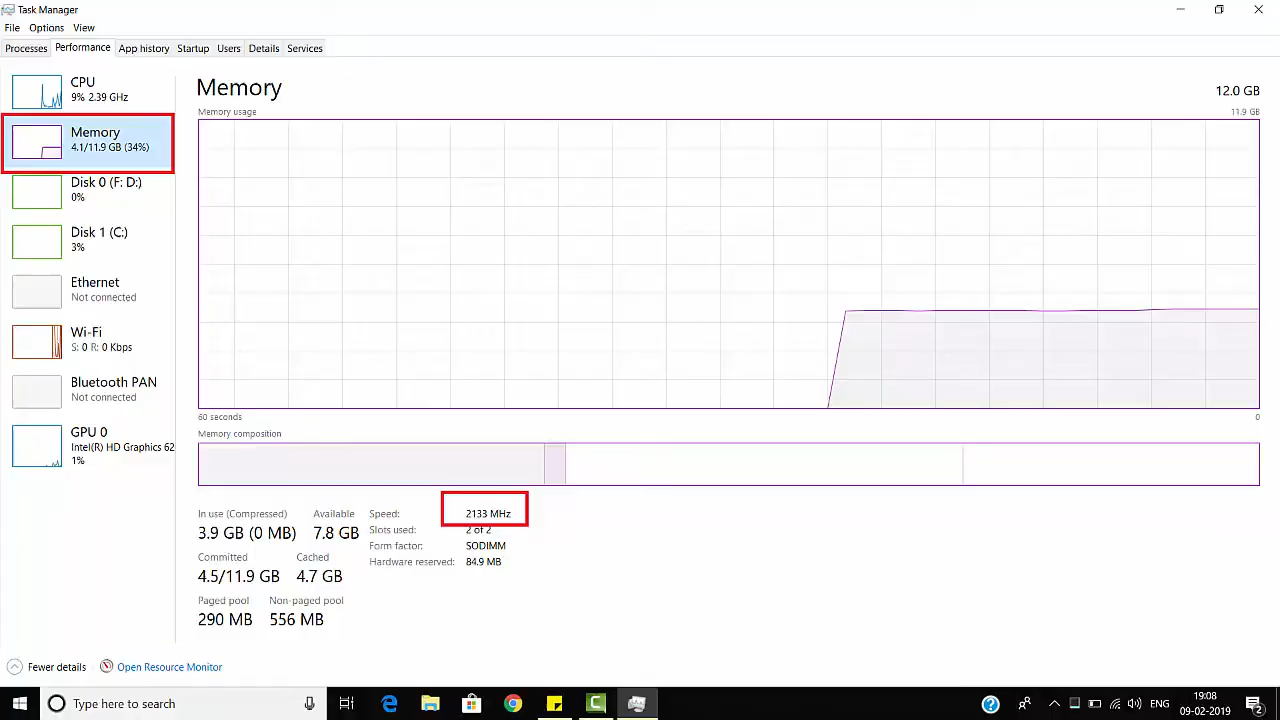 Task Manager
File Options View
Processes Performance App history Startup Users Details Services
CPU
9% 2.39 GHz
Memory
4.1/11.9 GB (34%)
Disk 0 (F: D:)
0%
Disk 1 (C:)
3%
Ethernet
Not connected
Wi-Fi
S: 0 R: 0 Kbps
Bluetooth PAN
Not connected
GPU 0
Intel(R) HD Graphics 62
1%
Memory 12.0 GB
Memory usage 11.9 GB
60 seconds 0
Memory composition
In use (Compressed) Available Speed: 2133 MHz
3.9 GB (0 MB) 7.8 GB Slots used: 2 of 2
Form factor: SODIMM
Committed Cached Hardware reserved: 84.9 MB
4.5/11.9 GB 4.7 GB
Paged pool Non-paged pool
290 MB 556 MB
Fewer details Open Resource Monitor
Type here to search
ENG
19:08
09-02-2019
2